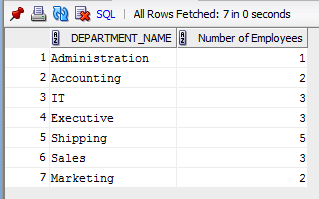 SQL | All Rows Fetched: 7 in 0 seconds
DEPARTMENT_NAME Number of Employees
1 Administration 1
2 Accounting 2
3 IT 3
4 Executive 3
5 Shipping 5
6 Sales 3
7 Marketing 2